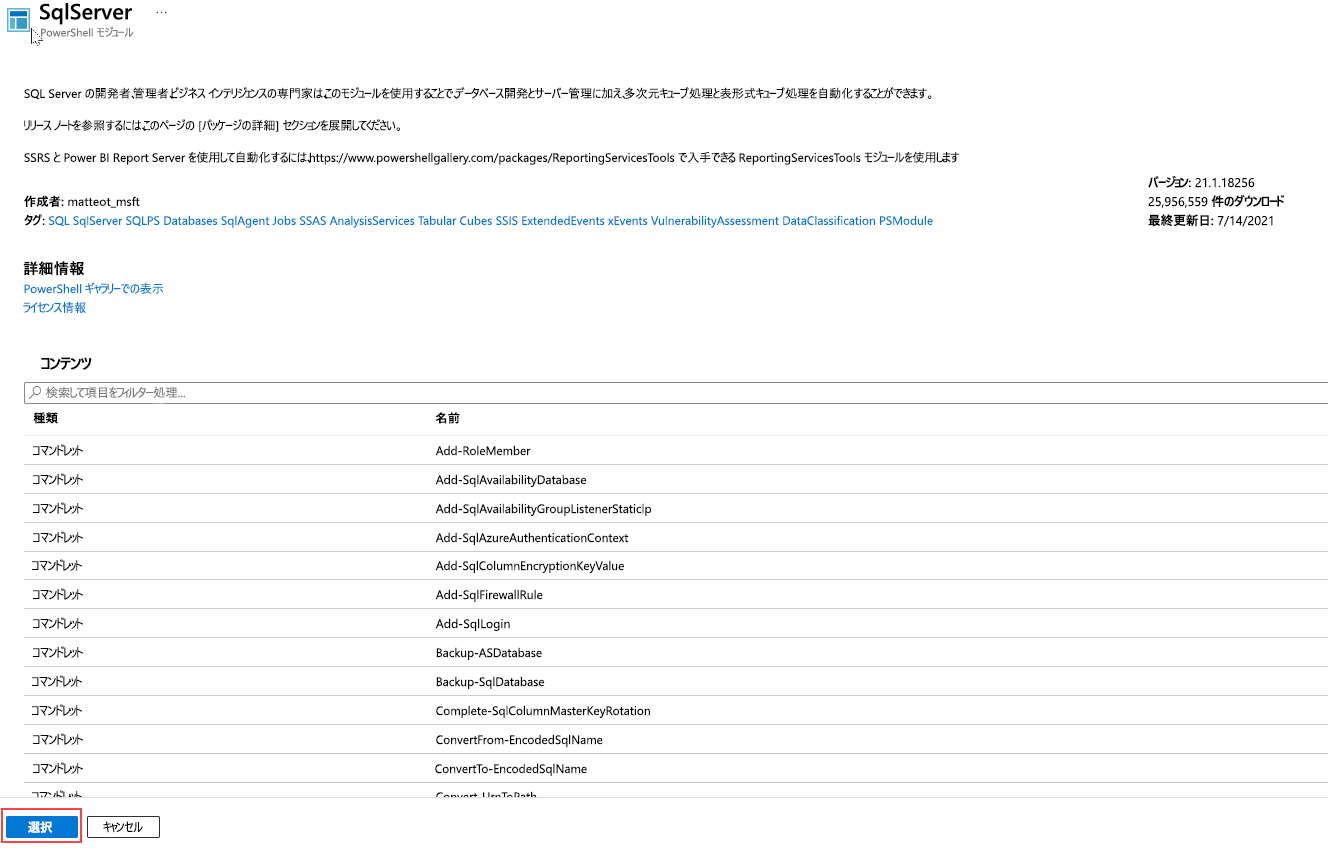 SqlServer ...
PowerShell モジュール
SQL Server の開発者、管理者、ビジネス インテリジェンスの専門家は、このモジュールを使用することで、データベース開発とサーバー管理に加え、多次元キューブ処理と表形式キューブ処理を自動化することができます。
リリース ノートを参照するには、このページの [パッケージの詳細] セクションを展開してください。
SSRS と Power BI Report Server を使用して自動化するには、https://www.powershellgallery.com/packages/ReportingServicesTools で入手できる ReportingServicesTools モジュールを使用します
バージョン: 21.1.18256
作成者: matteot_msft
25,956,559 件のダウンロード
タグ: SQL SqlServer SQLPS Databases SqlAgent Jobs SSAS AnalysisServices Tabular Cubes SSIS ExtendedEvents xEvents VulnerabilityAssessment DataClassification PSModule
最終更新日: 7/14/2021
詳細情報
PowerShell ギャラリーでの表示
ライセンス情報
コンテンツ
検索して項目をフィルター処理...
種類 名前
コマンドレット Add-RoleMember
コマンドレット Add-SqlAvailabilityDatabase
コマンドレット Add-SqlAvailabilityGroupListenerStaticIp
コマンドレット Add-SqlAzureAuthenticationContext
コマンドレット Add-SqlColumnEncryptionKeyValue
コマンドレット Add-SqlFirewallRule
コマンドレット Add-SqlLogin
コマンドレット Backup-ASDatabase
コマンドレット Backup-SqlDatabase
コマンドレット Complete-SqlColumnMasterKeyRotation
コマンドレット ConvertFrom-EncodedSqlName
コマンドレット ConvertTo-EncodedSqlName
コマンドレット Convert-UrnToPath
選択 キャンセル